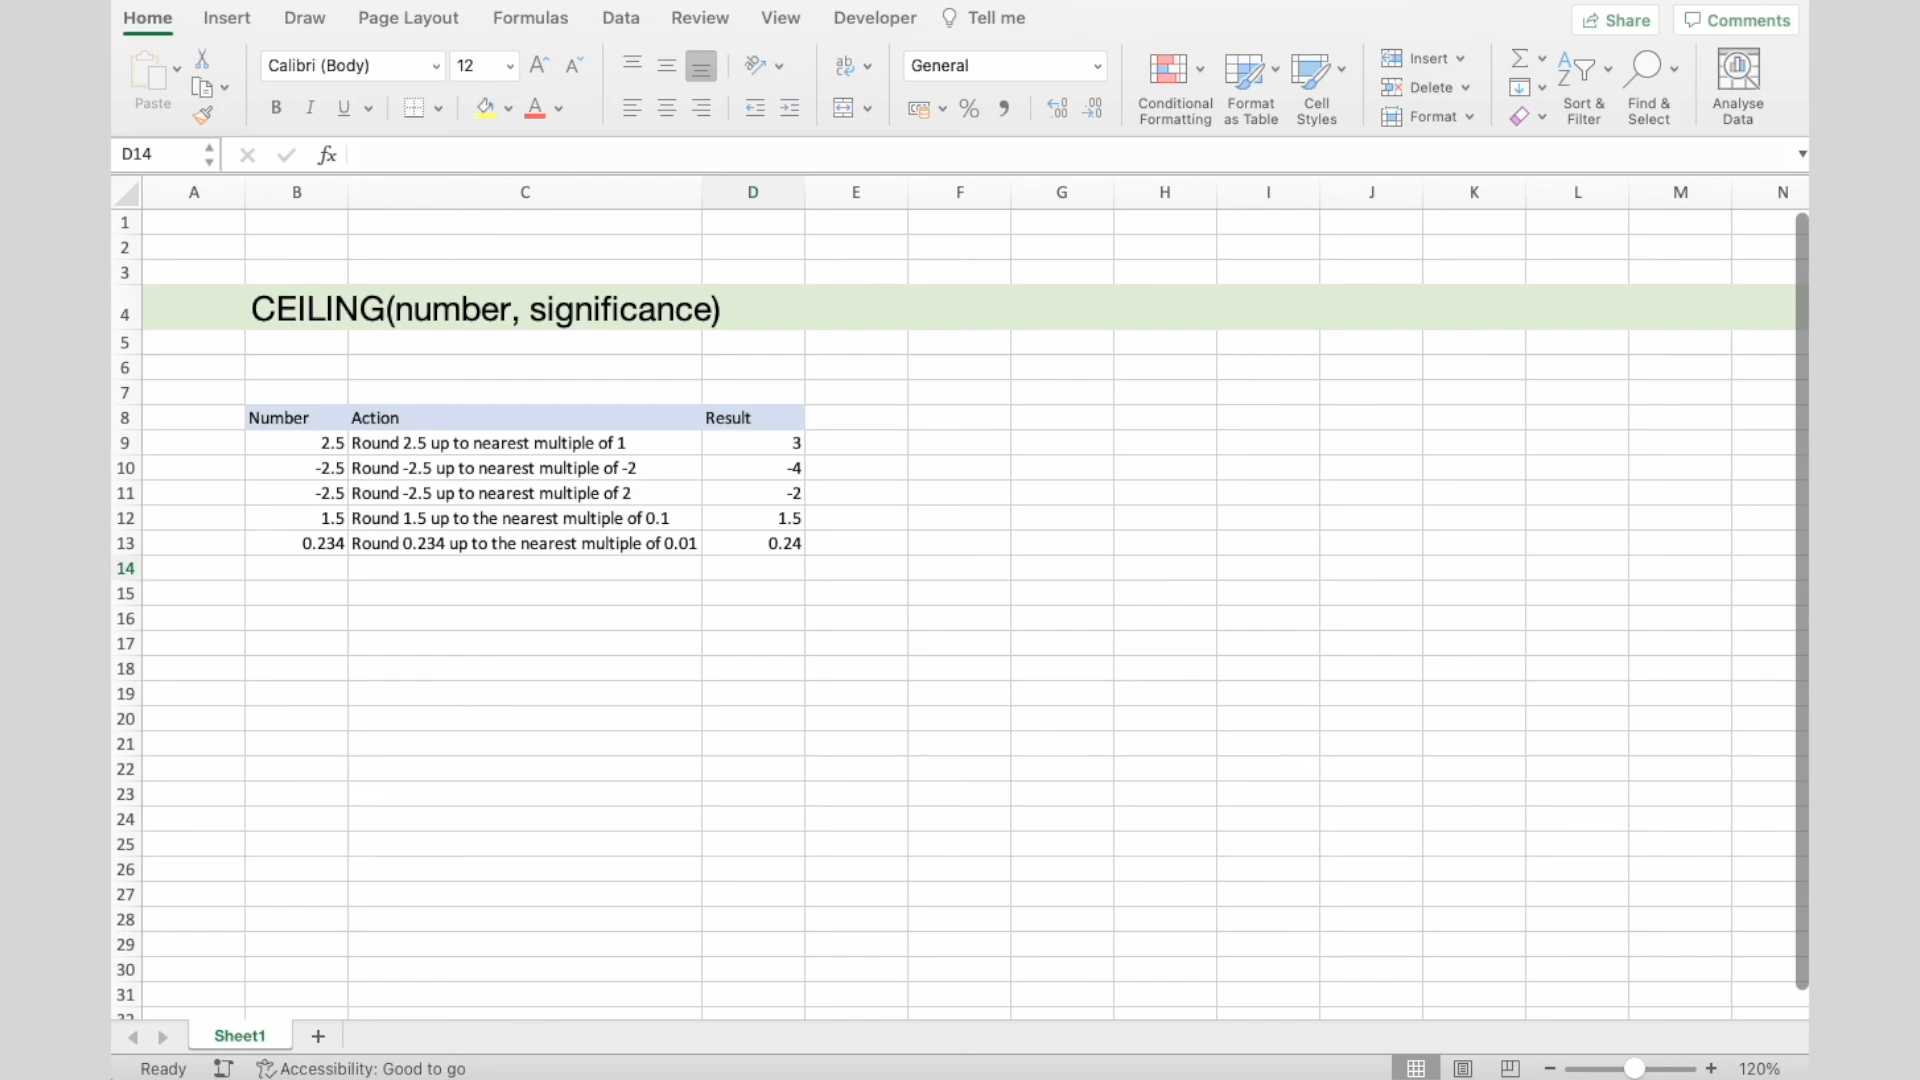 Home Insert Draw Page Layout Formulas Data Review View Developer Tell me Share Comments
Paste Calibri (Body) 12 General Conditional Formatting Format as Table Cell Styles Insert Delete Format Sort & Filter Find & Select Analyse Data
D14 fx
A B C D E F G H I J K L M N
1
2
3
4 CEILING(number, significance)
5
6
7
8 Number Action Result
9 2.5 Round 2.5 up to nearest multiple of 1 3
10 -2.5 Round -2.5 up to nearest multiple of -2 -4
11 -2.5 Round -2.5 up to nearest multiple of 2 -2
12 1.5 Round 1.5 up to the nearest multiple of 0.1 1.5
13 0.234 Round 0.234 up to the nearest multiple of 0.01 0.24
14
15
16
17
18
19
20
21
22
23
24
25
26
27
28
29
30
31
32
Sheet1 +
Ready Accessibility: Good to go 120%